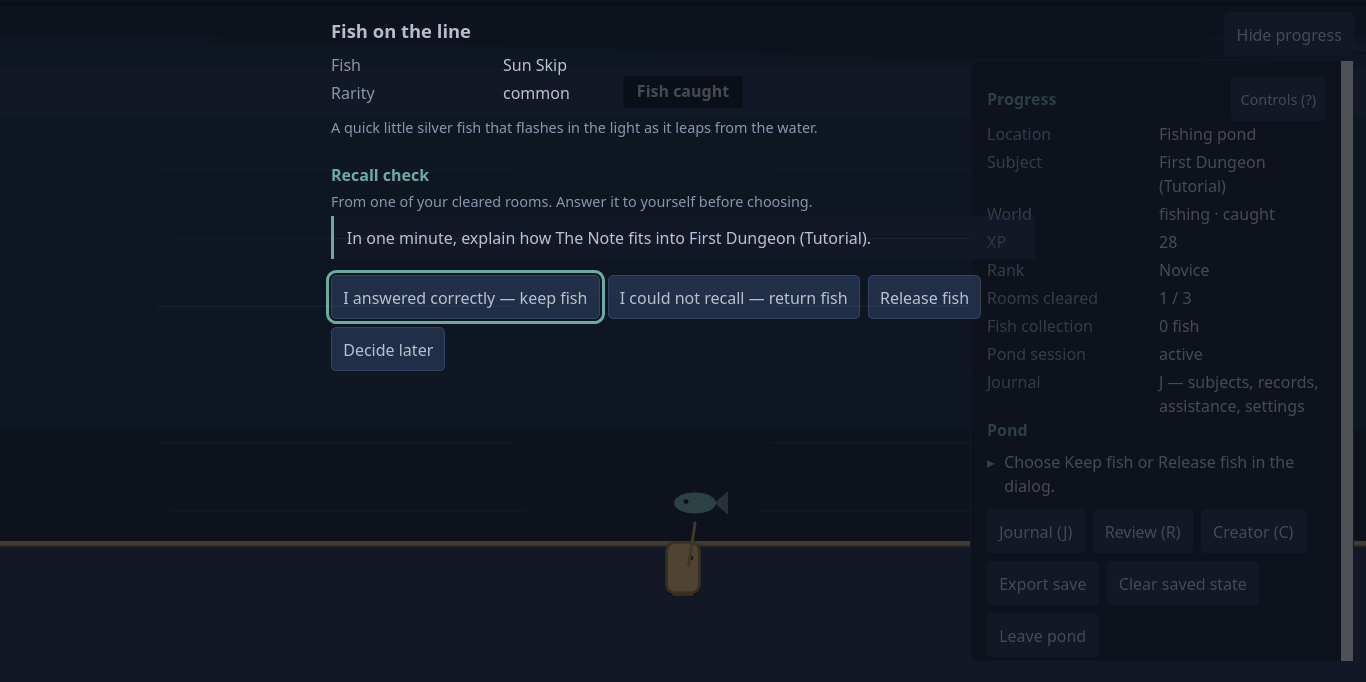 Fish on the line
Hide progress
Fish Sun Skip
Rarity common
Fish caught
A quick little silver fish that flashes in the light as it leaps from the water.
Recall check
From one of your cleared rooms. Answer it to yourself before choosing.
In one minute, explain how The Note fits into First Dungeon (Tutorial).
I answered correctly — keep fish
I could not recall — return fish
Release fish
Decide later
Progress
Controls (?)
Location Fishing pond
Subject First Dungeon
(Tutorial)
World fishing · caught
XP 28
Rank Novice
Rooms cleared 1 / 3
Fish collection 0 fish
Pond session active
Journal J — subjects, records,
assistance, settings
Pond
▸ Choose Keep fish or Release fish in the
dialog.
Journal (J)
Review (R)
Creator (C)
Export save
Clear saved state
Leave pond